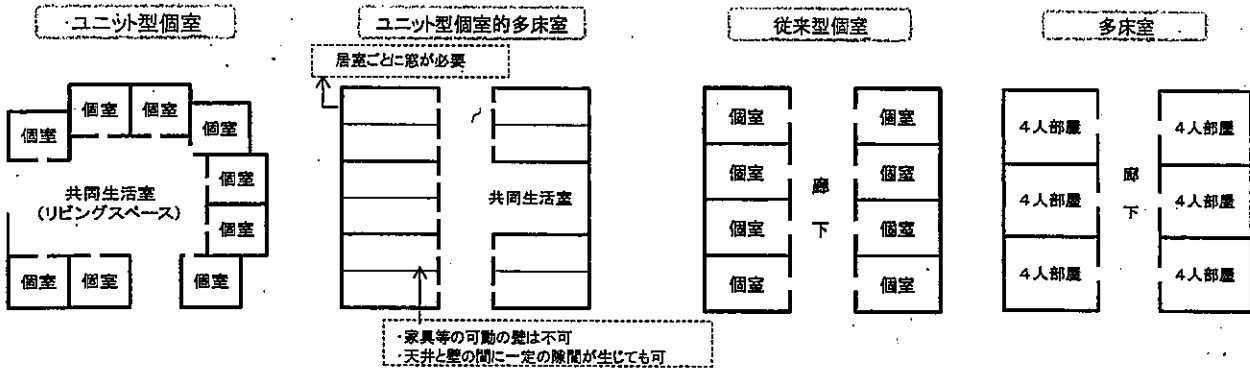 ユニット型個室
個室
個室
個室
個室
個室
個室
共同生活室
(リビングスペース)
個室
個室
個室
ユニット型個室的多床室
居室ごとに窓が必要
共同生活室
・家具等の可動の壁は不可
・天井と壁の間に一定の隙間が生じても可
従来型個室
個室
個室
個室
個室
廊下
個室
個室
個室
個室
多床室
4人部屋
4人部屋
4人部屋
廊下
4人部屋
4人部屋
4人部屋